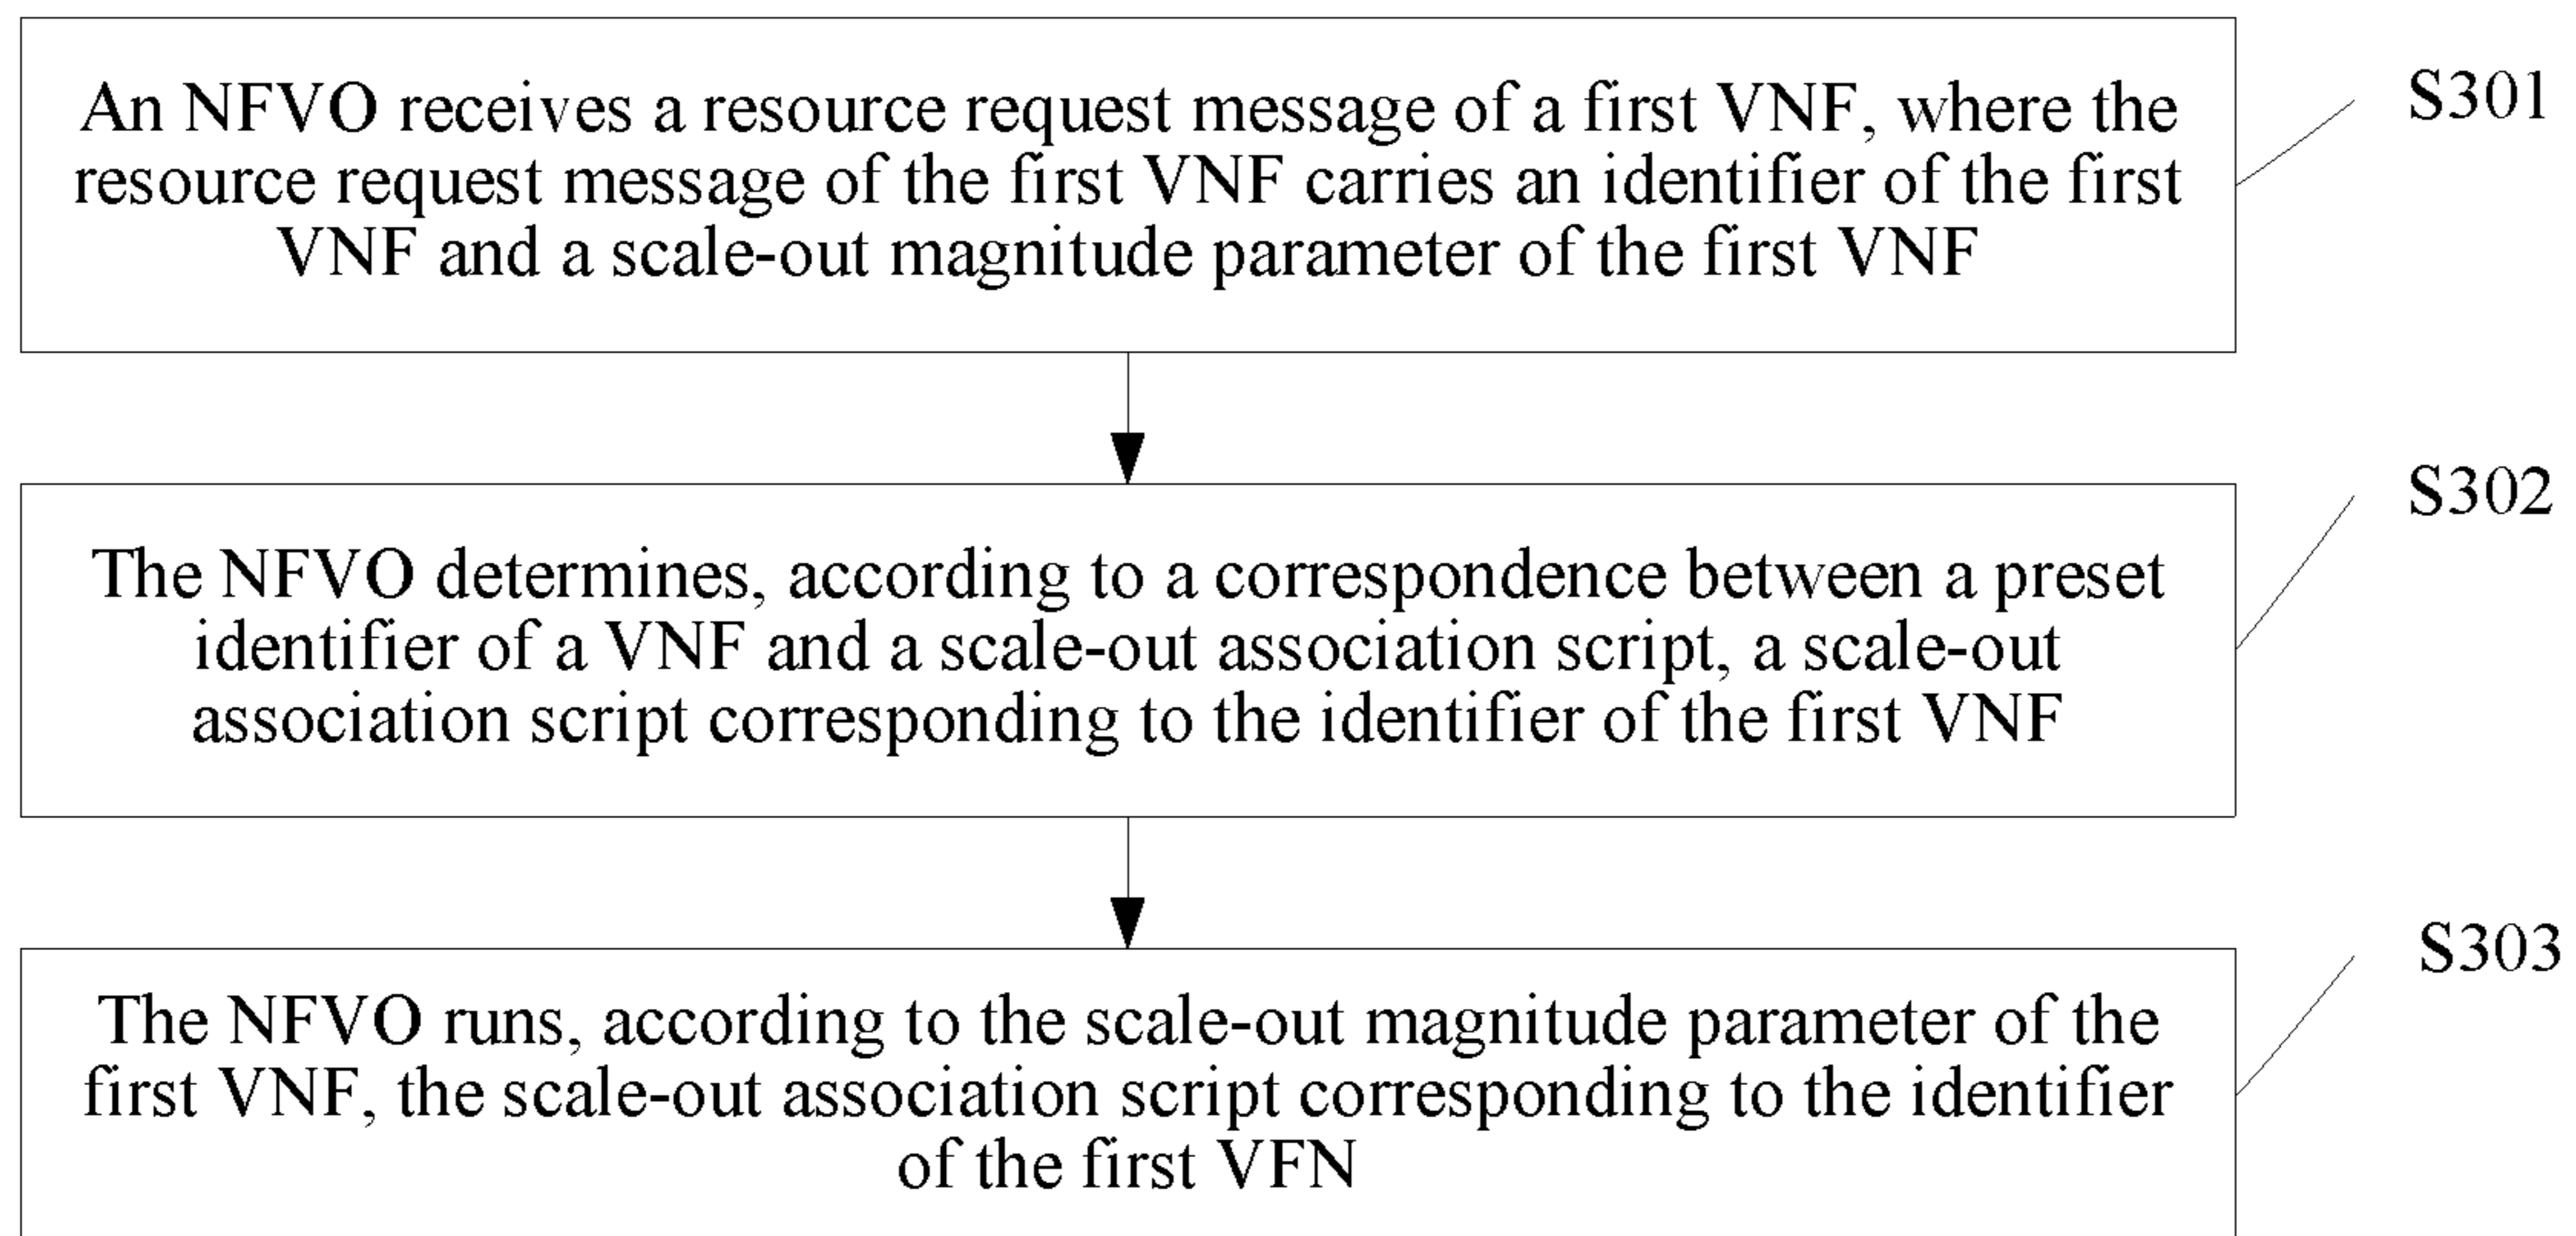 An NFVO receives a resource request message of a first VNF, where the
resource request message of the first VNF carries an identifier of the first
VNF and a scale-out magnitude parameter of the first VNF
S301
The NFVO determines, according to a correspondence between a preset
identifier of a VNF and a scale-out association script, a scale-out
association script corresponding to the identifier of the first VNF
S302
The NFVO runs, according to the scale-out magnitude parameter of the
first VNF, the scale-out association script corresponding to the identifier
of the first VFN
S303